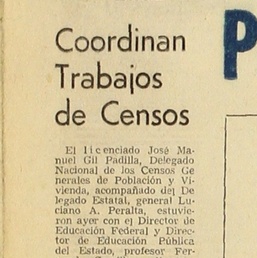 Coordinan
Trabajos
de Censos
P
El licenciado José Ma-
nuel Gil Padilla, Delegado
Nacional de los Censos Ge
nerales de Población y Vi-
vienda, acompañado del De
legado Estatal, general Lu-
ciano A. Peralta, estuvie-
ron ayer con el Director de
Educación Federal y Direc-
tor de Educación Pública
del Estado, profesor Fer-